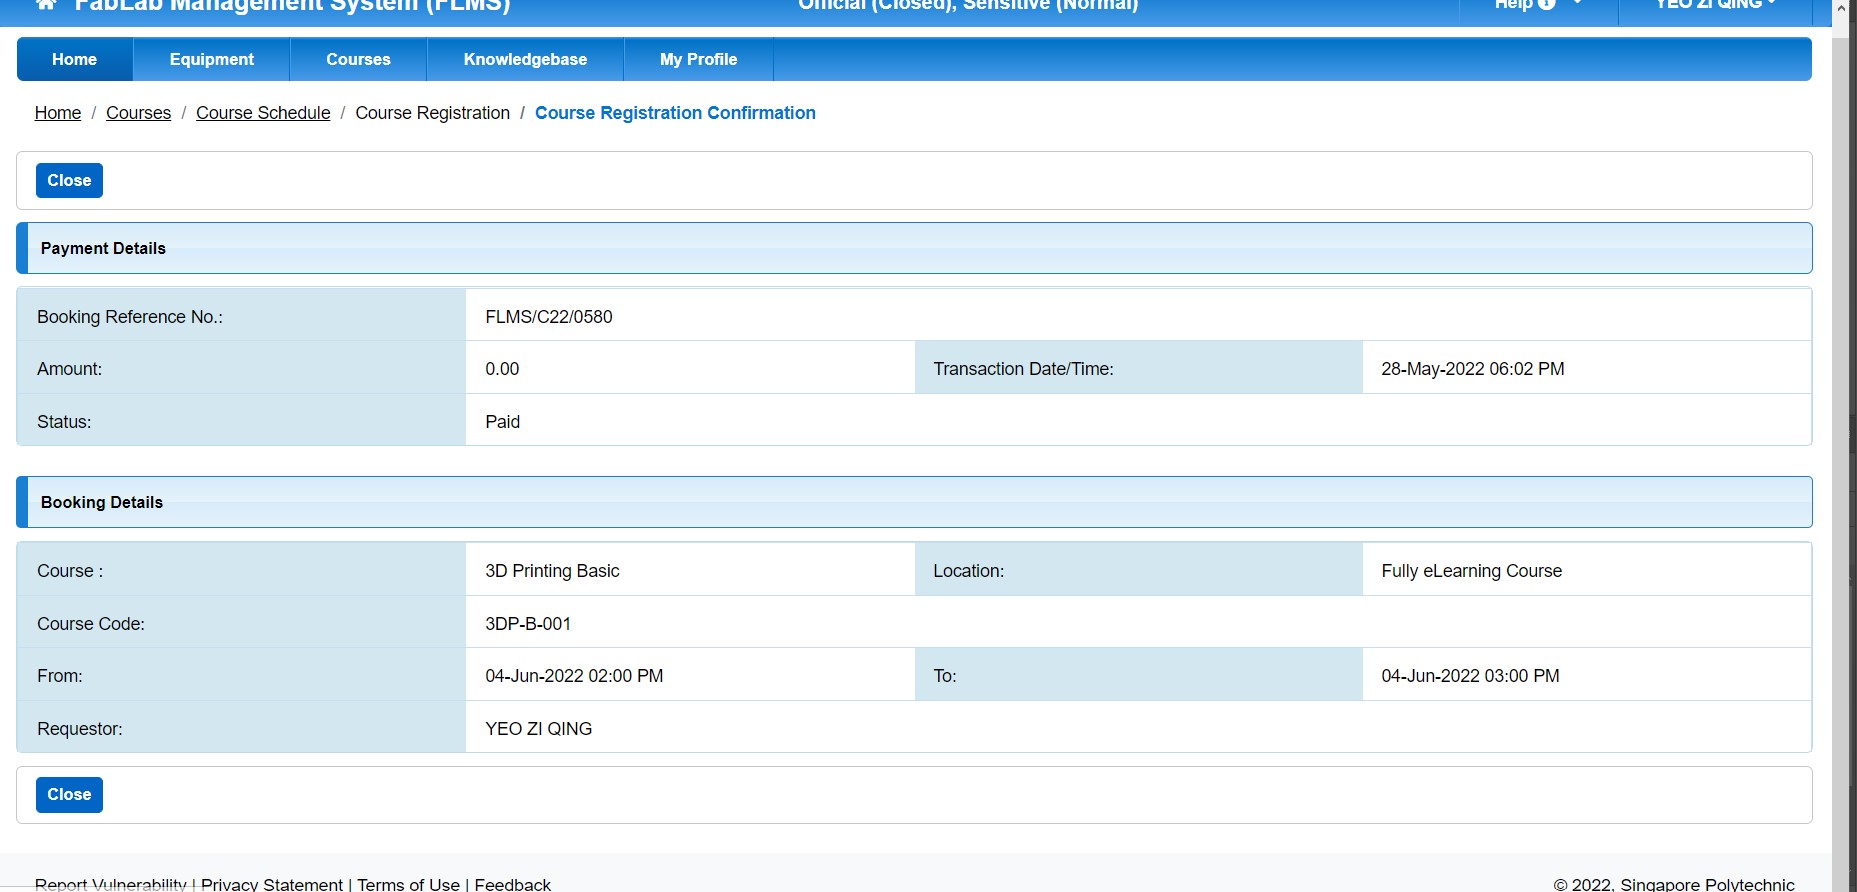 FabLab Management System (FLMS) Official (Closed), Sensitive (Normal) Help YEO ZI QING
Home Equipment Courses Knowledgebase My Profile
Home / Courses / Course Schedule / Course Registration / Course Registration Confirmation
Close
Payment Details
Booking Reference No.: FLMS/C22/0580
Amount: 0.00 Transaction Date/Time: 28-May-2022 06:02 PM
Status: Paid
Booking Details
Course : 3D Printing Basic Location: Fully eLearning Course
Course Code: 3DP-B-001
From: 04-Jun-2022 02:00 PM To: 04-Jun-2022 03:00 PM
Requestor: YEO ZI QING
Close
Report Vulnerability | Privacy Statement | Terms of Use | Feedback © 2022, Singapore Polytechnic